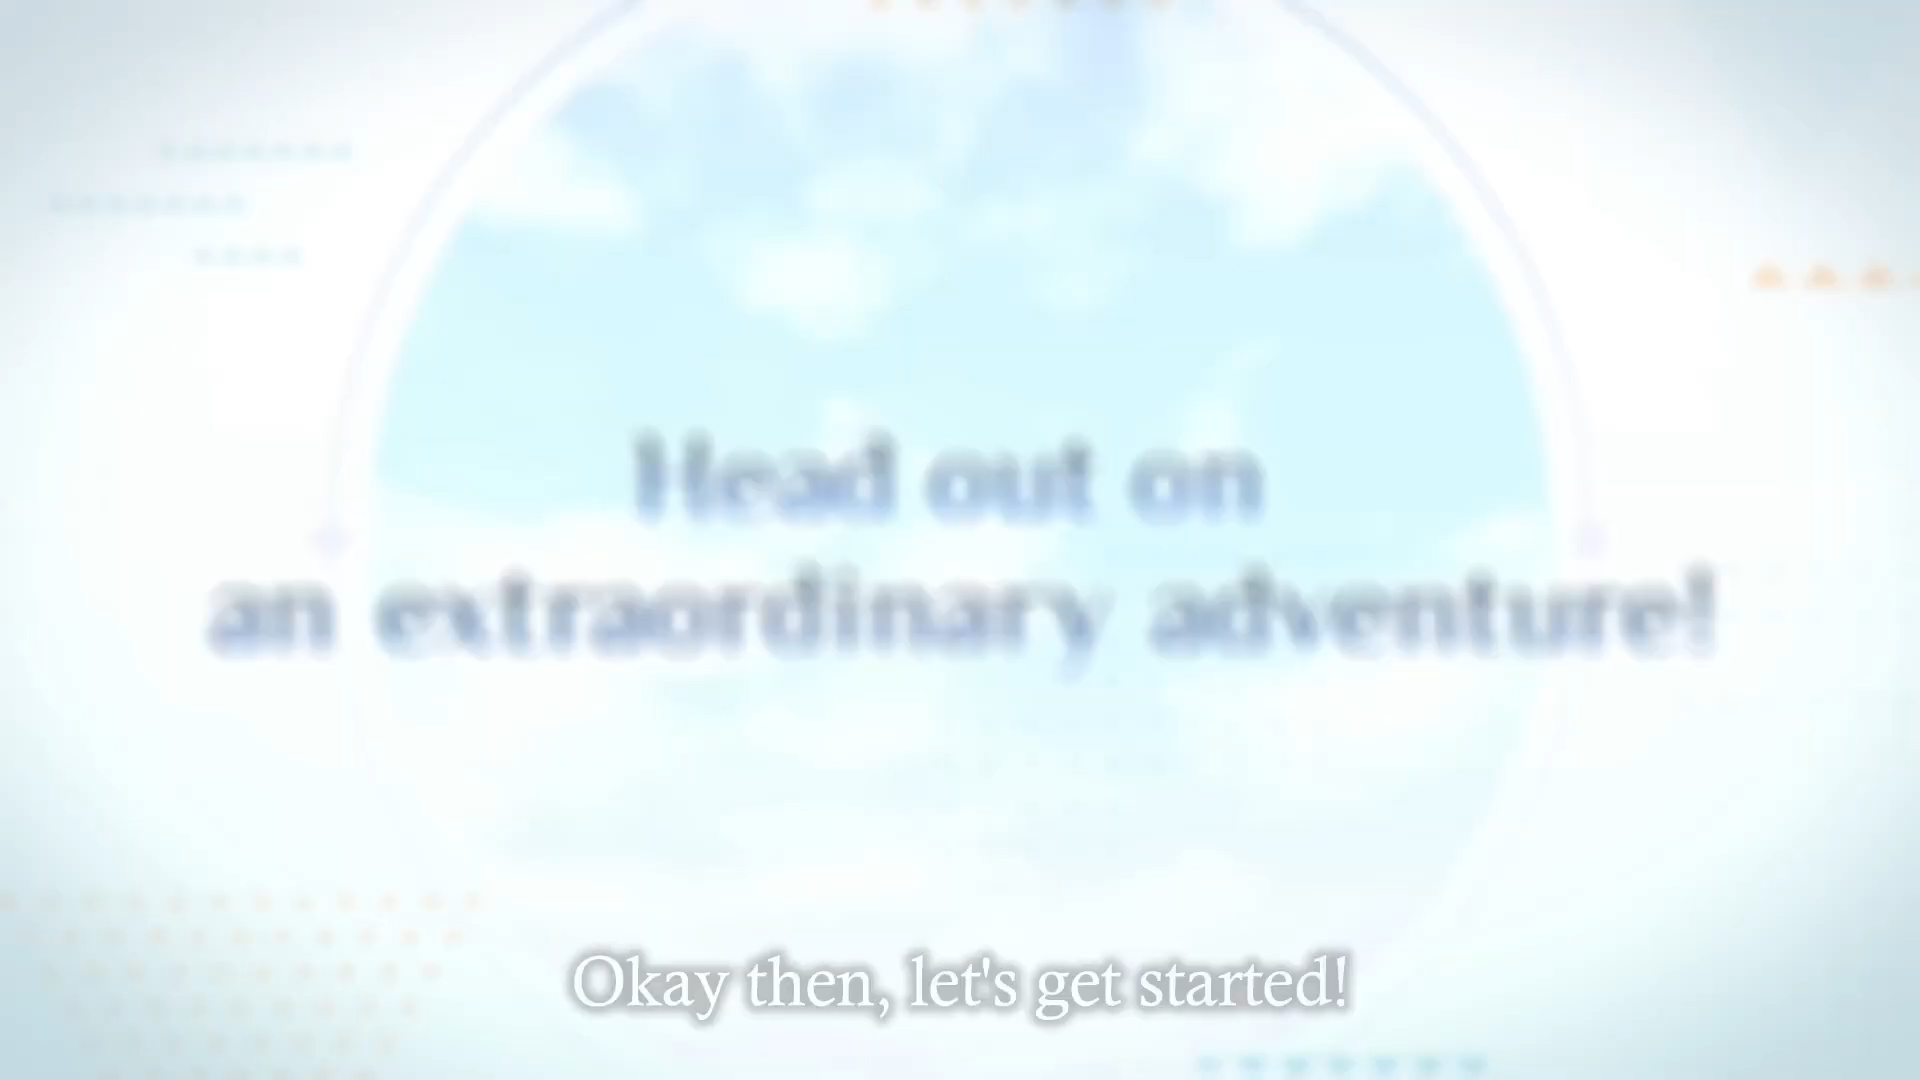 Head out on
an extraordinary adventure!
Okay then, let's get started!